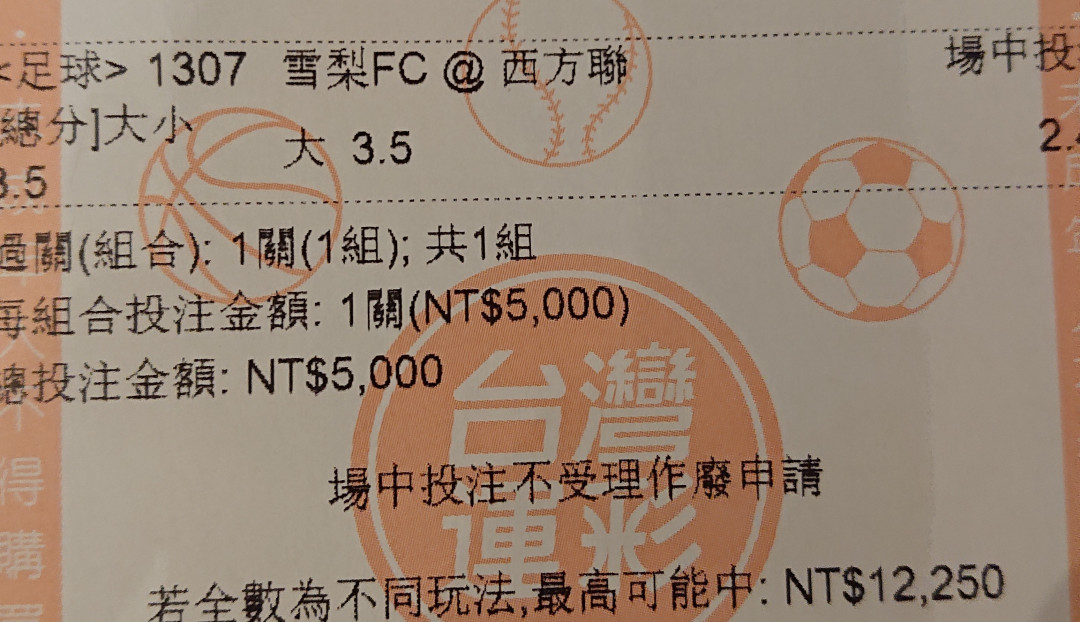 <足球> 1307 雪梨FC @ 西方聯 場中投
[總分]大小 大 3.5 2.
3.5
過關(組合): 1關(1組); 共1組
每組合投注金額: 1關(NT$5,000)
總投注金額: NT$5,000
台灣
運彩
場中投注不受理作廢申請
若全數為不同玩法,最高可能中: NT$12,250
得
購